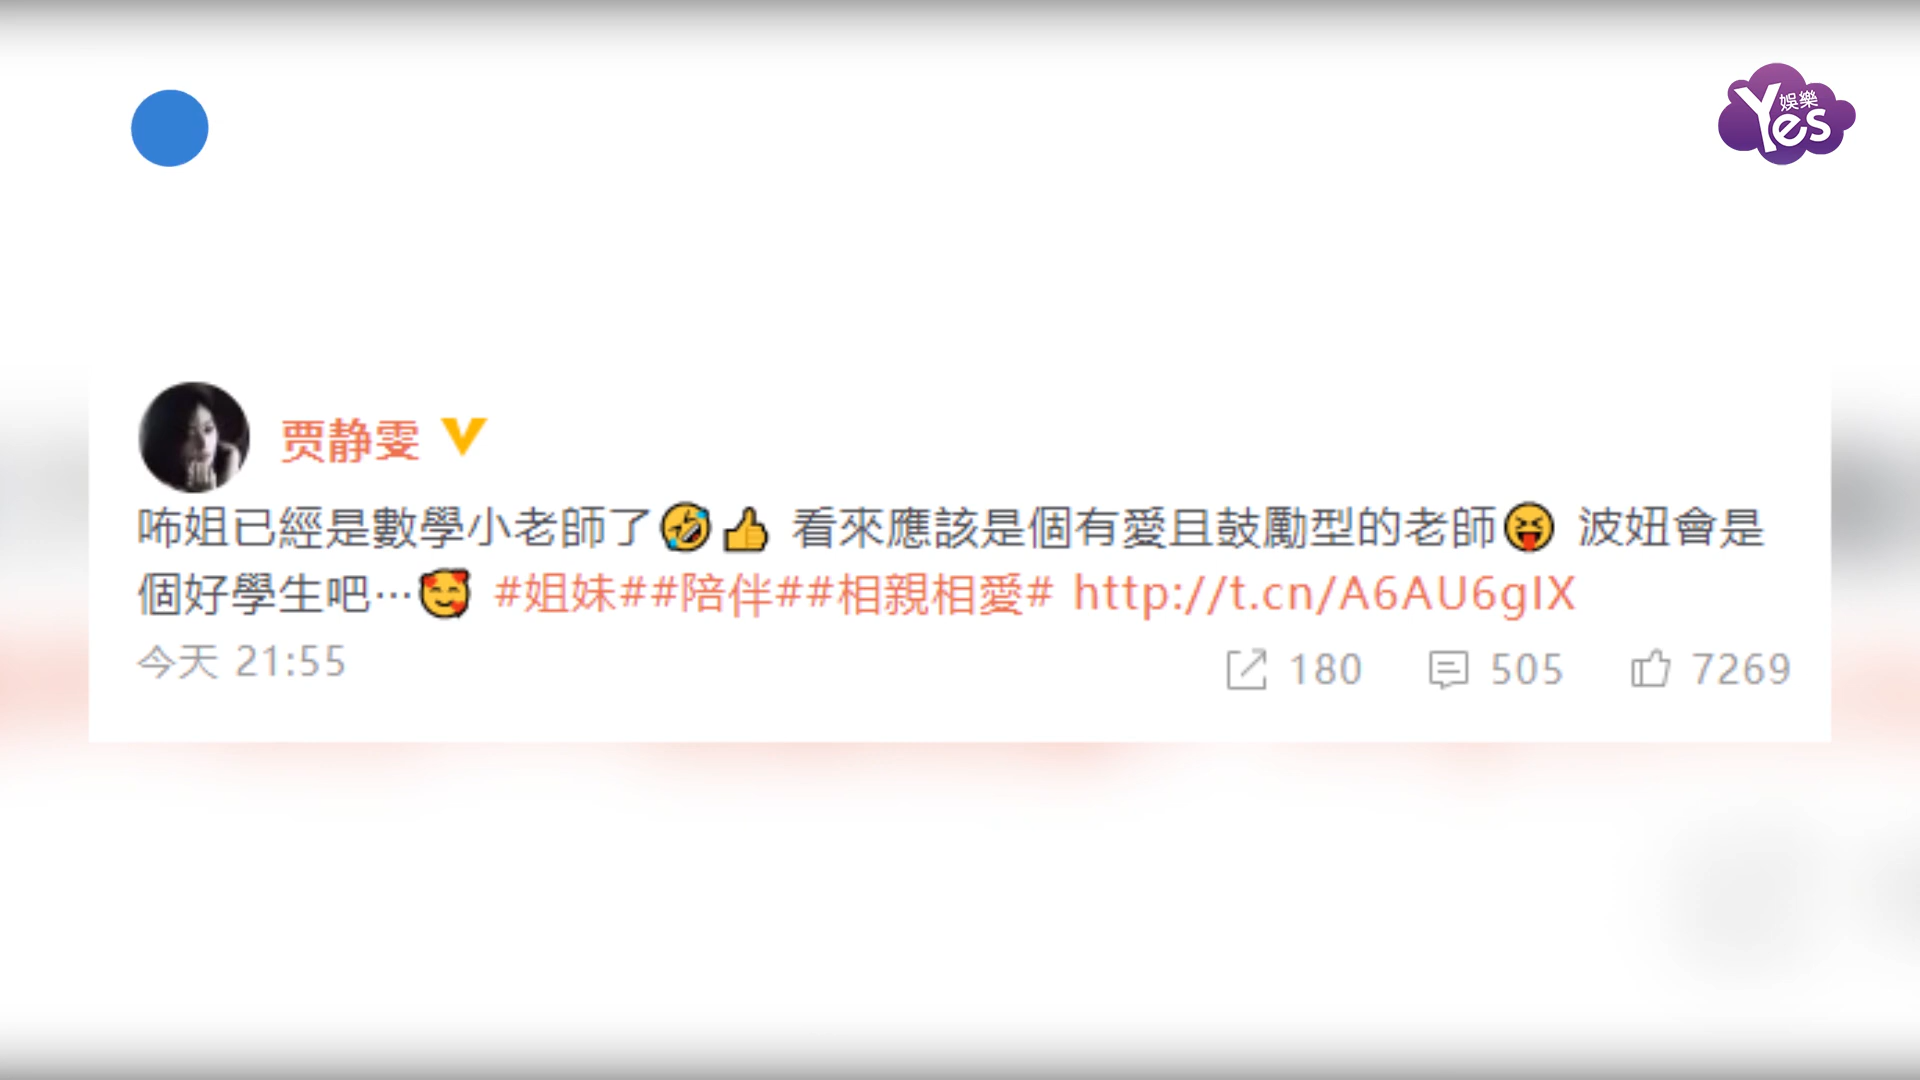 Yes 娛樂
贾静雯
咘姐已經是數學小老師了🤣👍 看來應該是個有愛且鼓勵型的老師😝 波妞會是
個好學生吧…🥰 #姐妹##陪伴##相親相愛# http://t.cn/A6AU6gIX
今天 21:55
180 505 7269